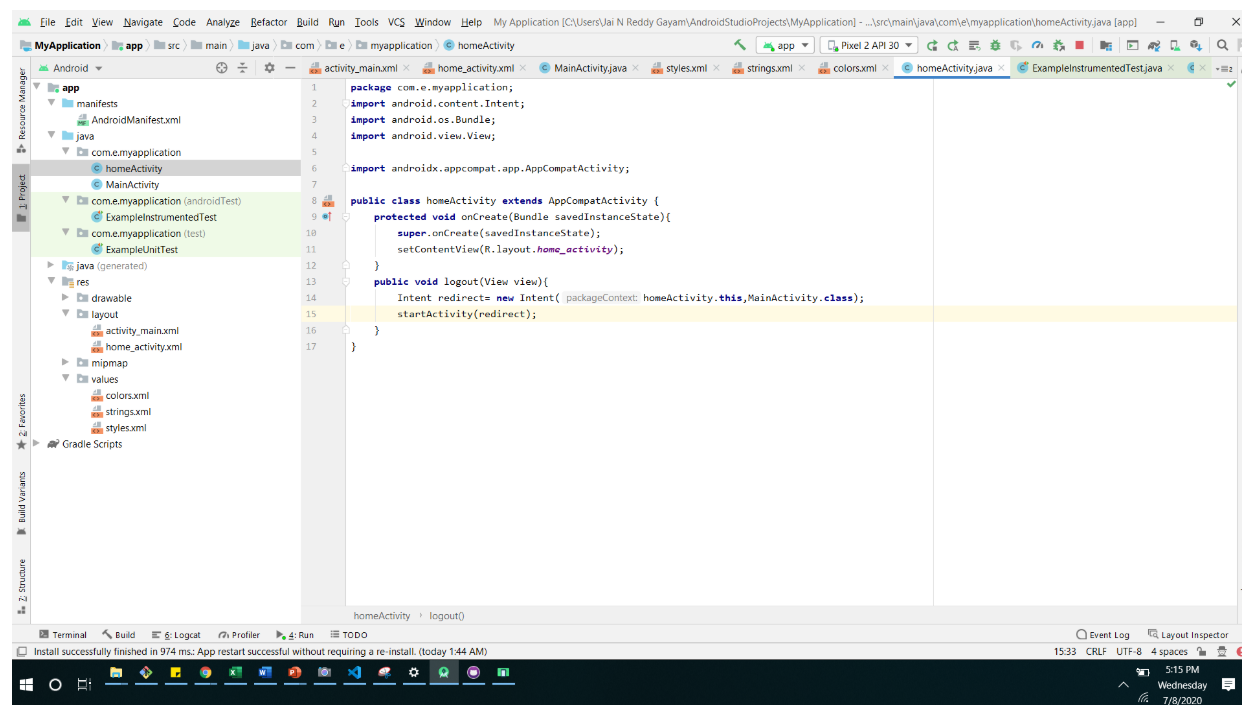 File Edit View Navigate Code Analyze Refactor Build Run Tools VCS Window Help My Application [C:\Users\Jai N Reddy Gayam\AndroidStudioProjects\MyApplication] - ...\src\main\java\com\e\myapplication\homeActivity.java [app]
MyApplication app src main java com e myapplication homeActivity app Pixel 2 API 30
Android activity_main.xml home_activity.xml MainActivity.java styles.xml strings.xml colors.xml homeActivity.java ExampleInstrumentedTest.java
Resource Manager
1: Project
2: Favorites
Build Variants
7: Structure
app
manifests
AndroidManifest.xml
java
com.e.myapplication
homeActivity
MainActivity
com.e.myapplication (androidTest)
ExampleInstrumentedTest
com.e.myapplication (test)
ExampleUnitTest
java (generated)
res
drawable
layout
activity_main.xml
home_activity.xml
mipmap
values
colors.xml
strings.xml
styles.xml
Gradle Scripts
1 package com.e.myapplication;
2 import android.content.Intent;
3 import android.os.Bundle;
4 import android.view.View;
5
6 import androidx.appcompat.app.AppCompatActivity;
7
8 public class homeActivity extends AppCompatActivity {
9 protected void onCreate(Bundle savedInstanceState){
10 super.onCreate(savedInstanceState);
11 setContentView(R.layout.home_activity);
12 }
13 public void logout(View view){
14 Intent redirect= new Intent( packageContext: homeActivity.this,MainActivity.class);
15 startActivity(redirect);
16 }
17 }
homeActivity › logout()
Terminal Build 6: Logcat Profiler 4: Run TODO Event Log Layout Inspector
Install successfully finished in 974 ms.: App restart successful without requiring a re-install. (today 1:44 AM) 15:33 CRLF UTF-8 4 spaces
5:15 PM
Wednesday
7/8/2020